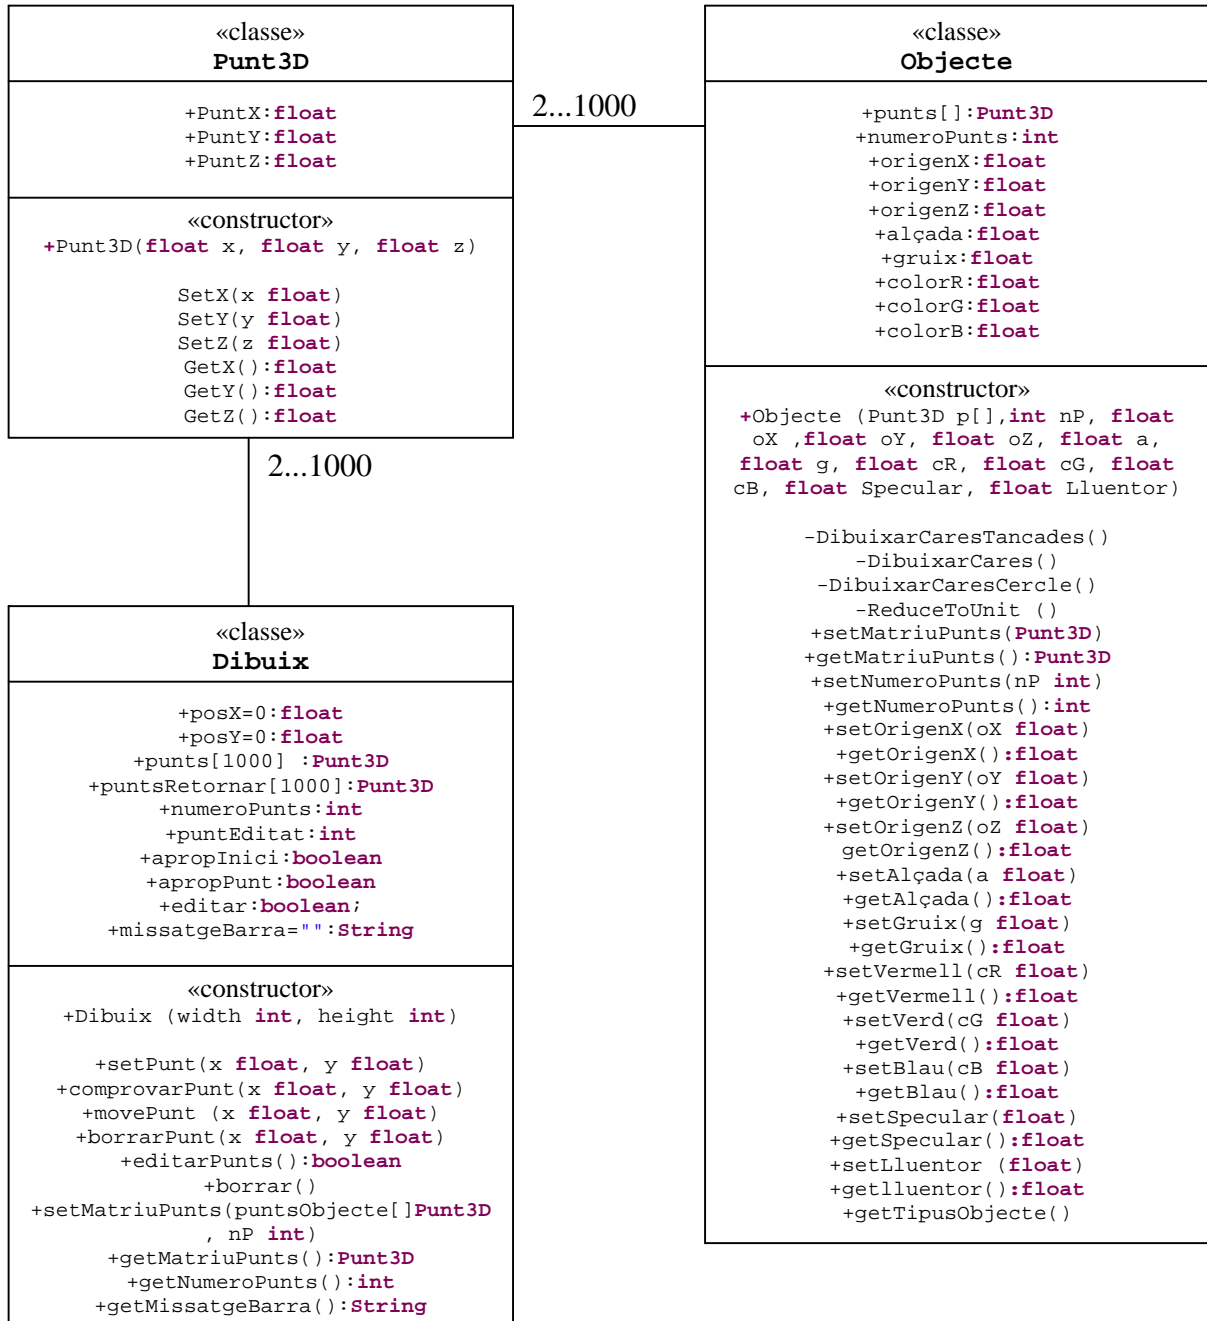 «classe»
Punt3D
+PuntX:float
+PuntY:float
+PuntZ:float
«constructor»
+Punt3D(float x, float y, float z)
SetX(x float)
SetY(y float)
SetZ(z float)
GetX():float
GetY():float
GetZ():float
2...1000
2...1000
«classe»
Objecte
+punts[]:Punt3D
+numeroPunts:int
+origenX:float
+origenY:float
+origenZ:float
+alçada:float
+gruix:float
+colorR:float
+colorG:float
+colorB:float
«constructor»
+Objecte (Punt3D p[],int nP, float
oX ,float oY, float oZ, float a,
float g, float cR, float cG, float
cB, float Specular, float Lluentor)
-DibuixarCaresTancades()
-DibuixarCares()
-DibuixarCaresCercle()
-ReduceToUnit ()
+setMatriuPunts(Punt3D)
+getMatriuPunts():Punt3D
+setNumeroPunts(nP int)
+getNumeroPunts():int
+setOrigenX(oX float)
+getOrigenX():float
+setOrigenY(oY float)
+getOrigenY():float
+setOrigenZ(oZ float)
getOrigenZ():float
+setAlçada(a float)
+getAlçada():float
+setGruix(g float)
+getGruix():float
+setVermell(cR float)
+getVermell():float
+setVerd(cG float)
+getVerd():float
+setBlau(cB float)
+getBlau():float
+setSpecular(float)
+getSpecular():float
+setLluentor (float)
+getlluentor():float
+getTipusObjecte()
«classe»
Dibuix
+posX=0:float
+posY=0:float
+punts[1000] :Punt3D
+puntsRetornar[1000]:Punt3D
+numeroPunts:int
+puntEditat:int
+apropInici:boolean
+apropPunt:boolean
+editar:boolean;
+missatgeBarra="":String
«constructor»
+Dibuix (width int, height int)
+setPunt(x float, y float)
+comprovarPunt(x float, y float)
+movePunt (x float, y float)
+borrarPunt(x float, y float)
+editarPunts():boolean
+borrar()
+setMatriuPunts(puntsObjecte[]Punt3D
, nP int)
+getMatriuPunts():Punt3D
+getNumeroPunts():int
+getMissatgeBarra():String